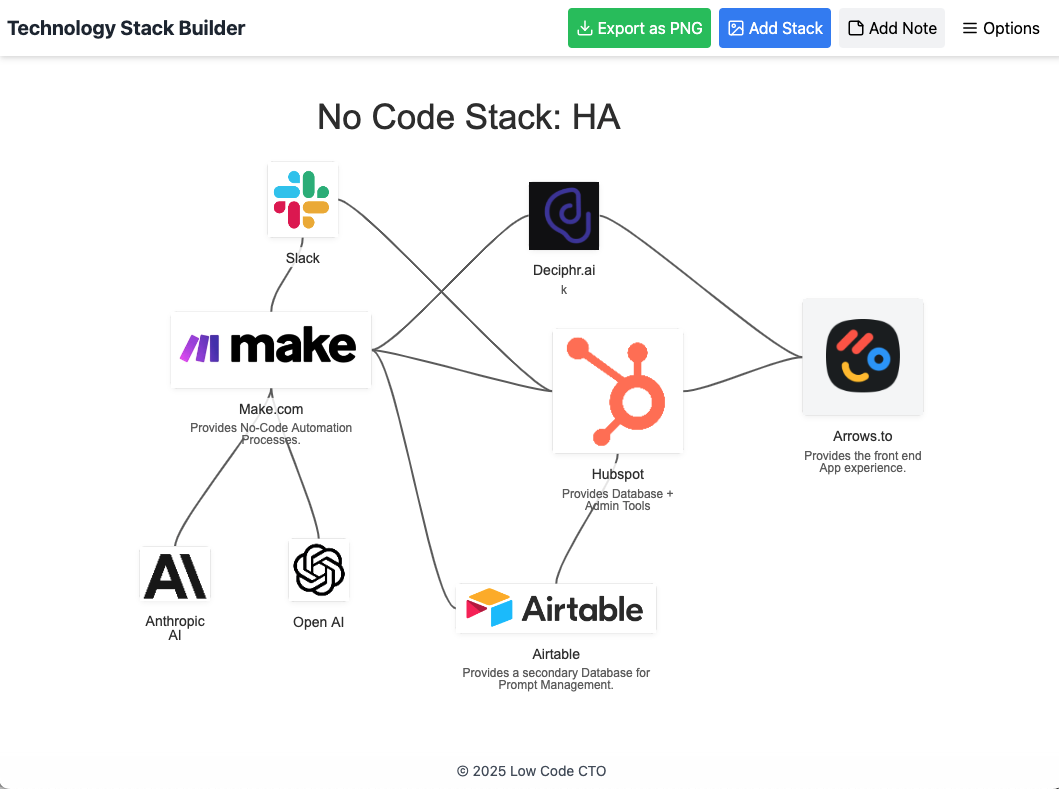 Technology Stack Builder
Export as PNG
Add Stack
Add Note
Options
No Code Stack: HA
Slack
Deciphr.ai
k
make
Make.com
Provides No-Code Automation
Processes.
Hubspot
Provides Database +
Admin Tools
Arrows.to
Provides the front end
App experience.
AI
Anthropic
AI
Open AI
Airtable
Airtable
Provides a secondary Database for
Prompt Management.
© 2025 Low Code CTO